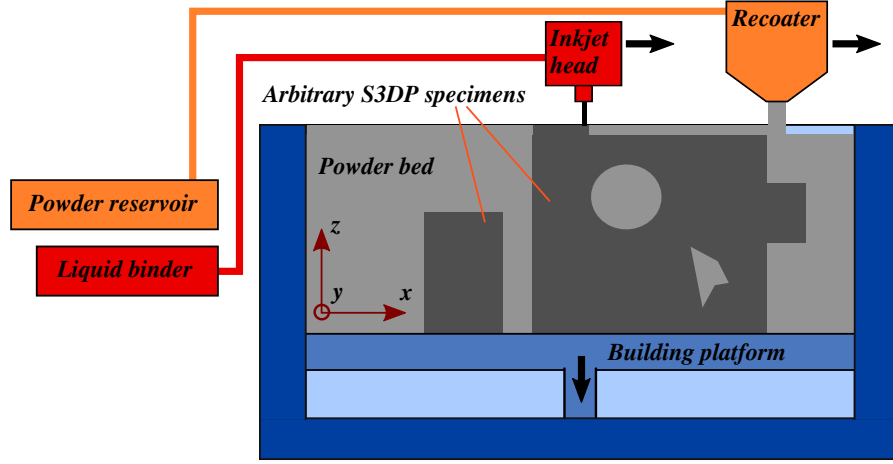 Recoater
Inkjet
head
Arbitrary S3DP specimens
Powder bed
Powder reservoir
Liquid binder
z
y
x
Building platform